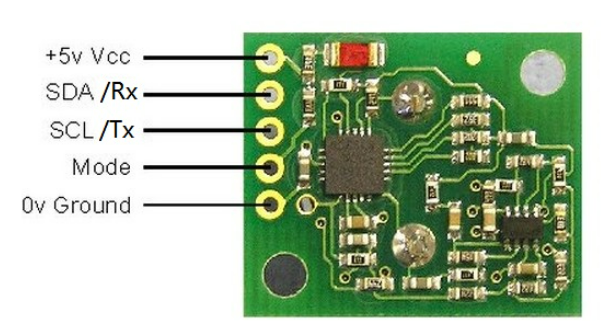 +5v Vcc
SDA /Rx
SCL /Tx
Mode
0v Ground